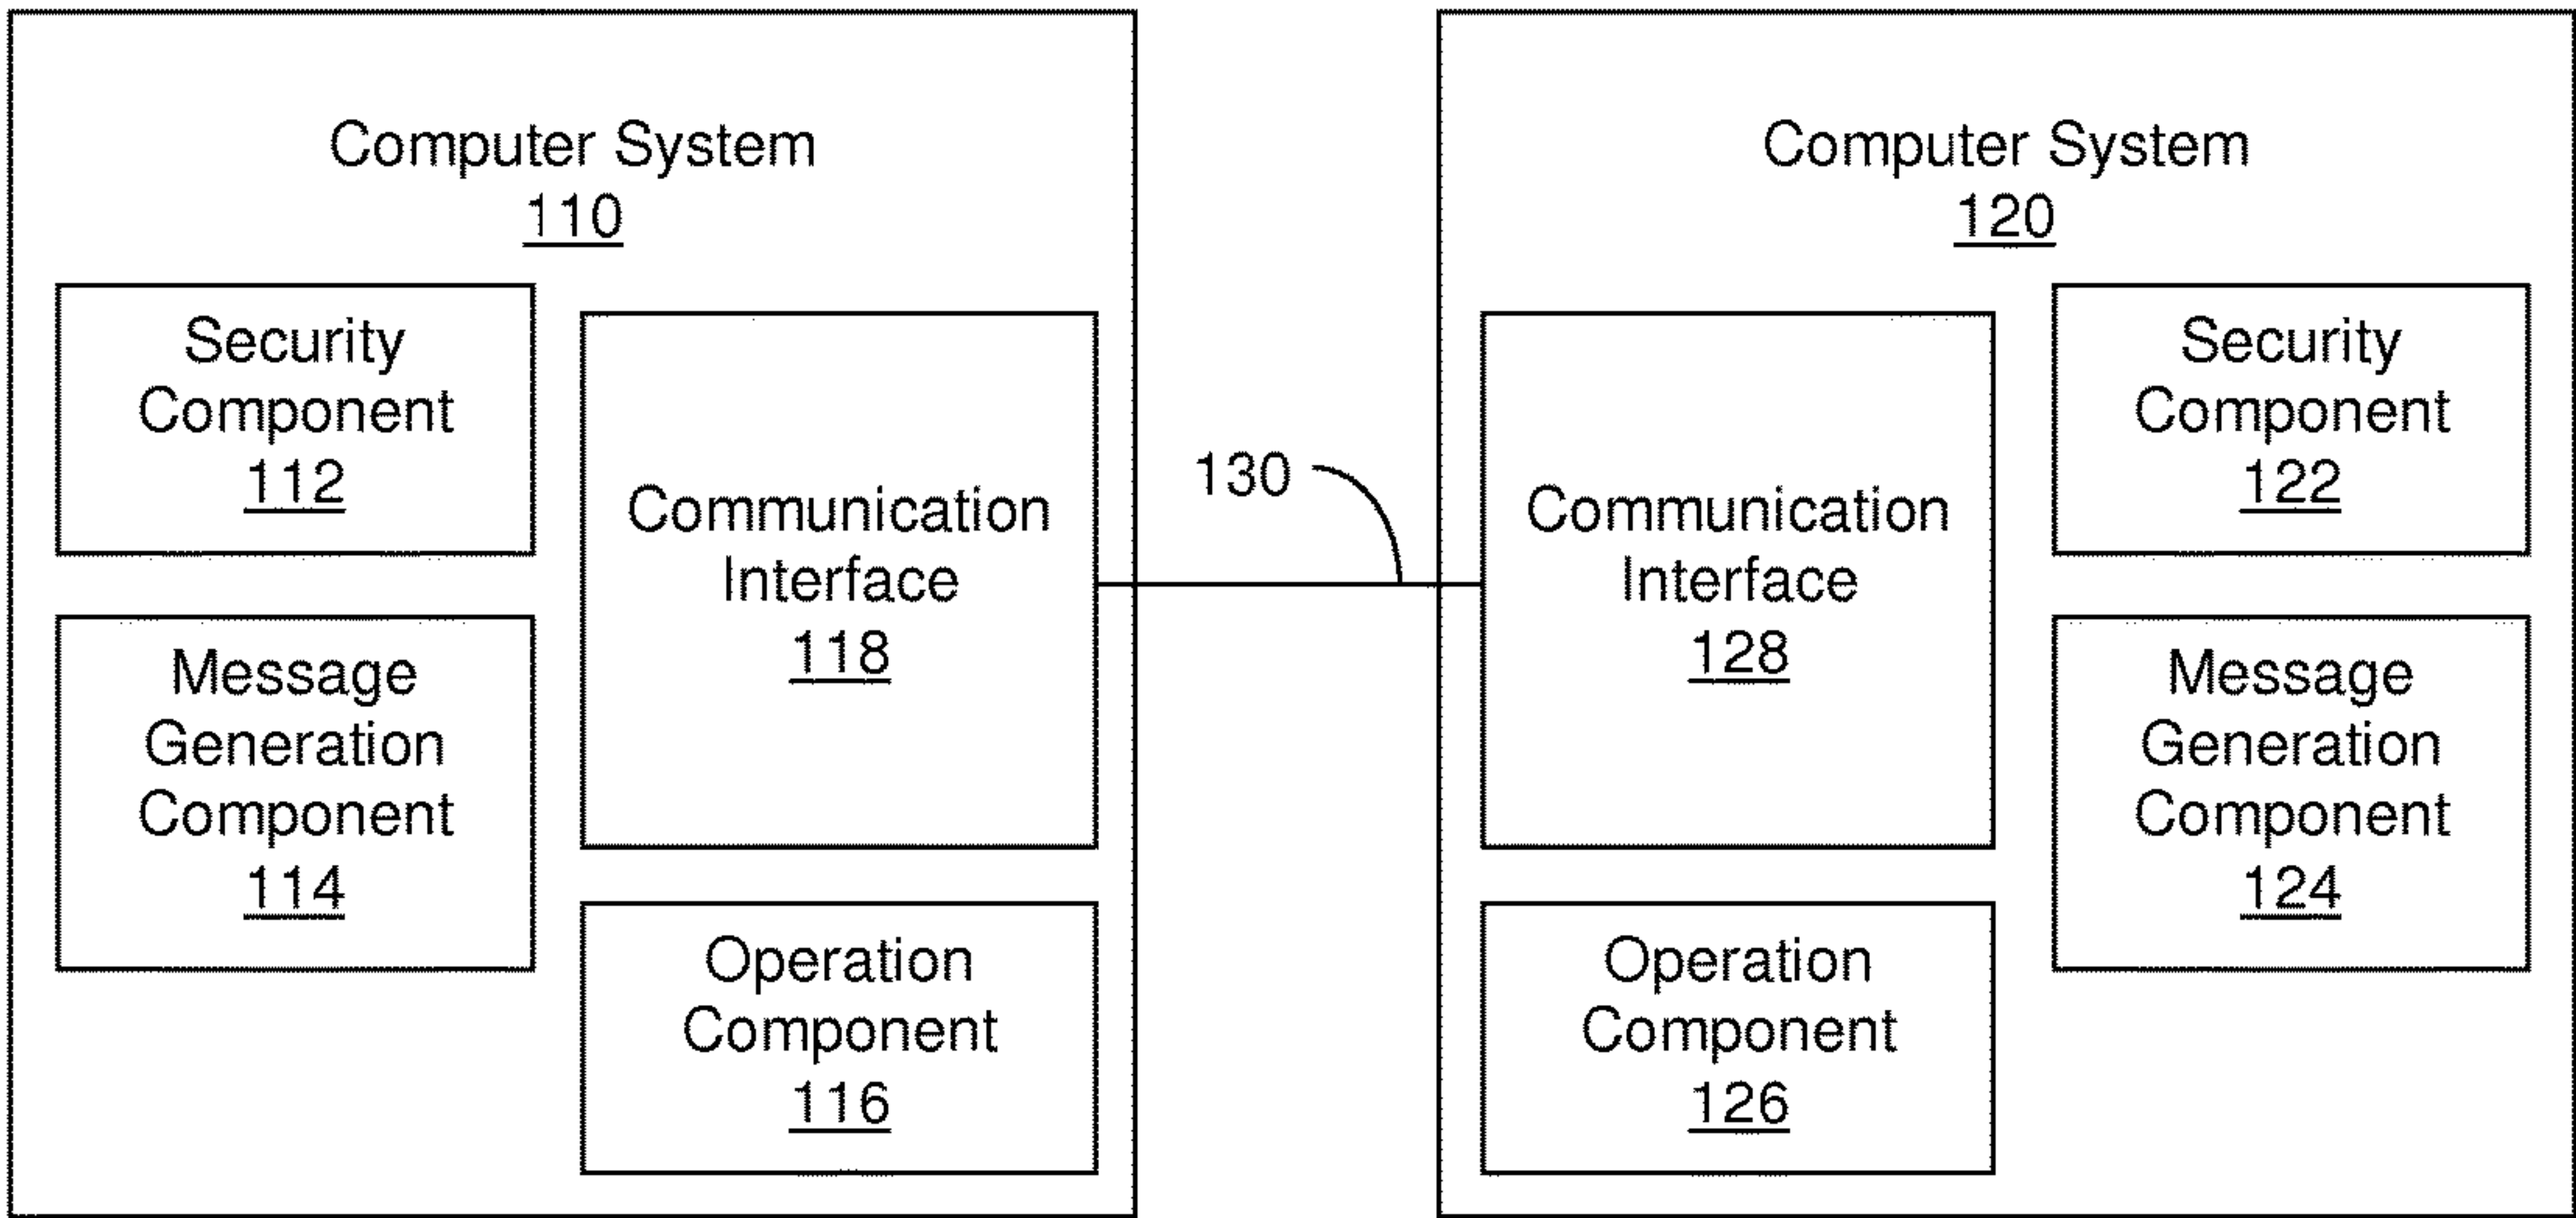 Computer System
110
Security
Component
112
Message
Generation
Component
114
Communication
Interface
118
Operation
Component
116
130
Computer System
120
Communication
Interface
128
Operation
Component
126
Security
Component
122
Message
Generation
Component
124